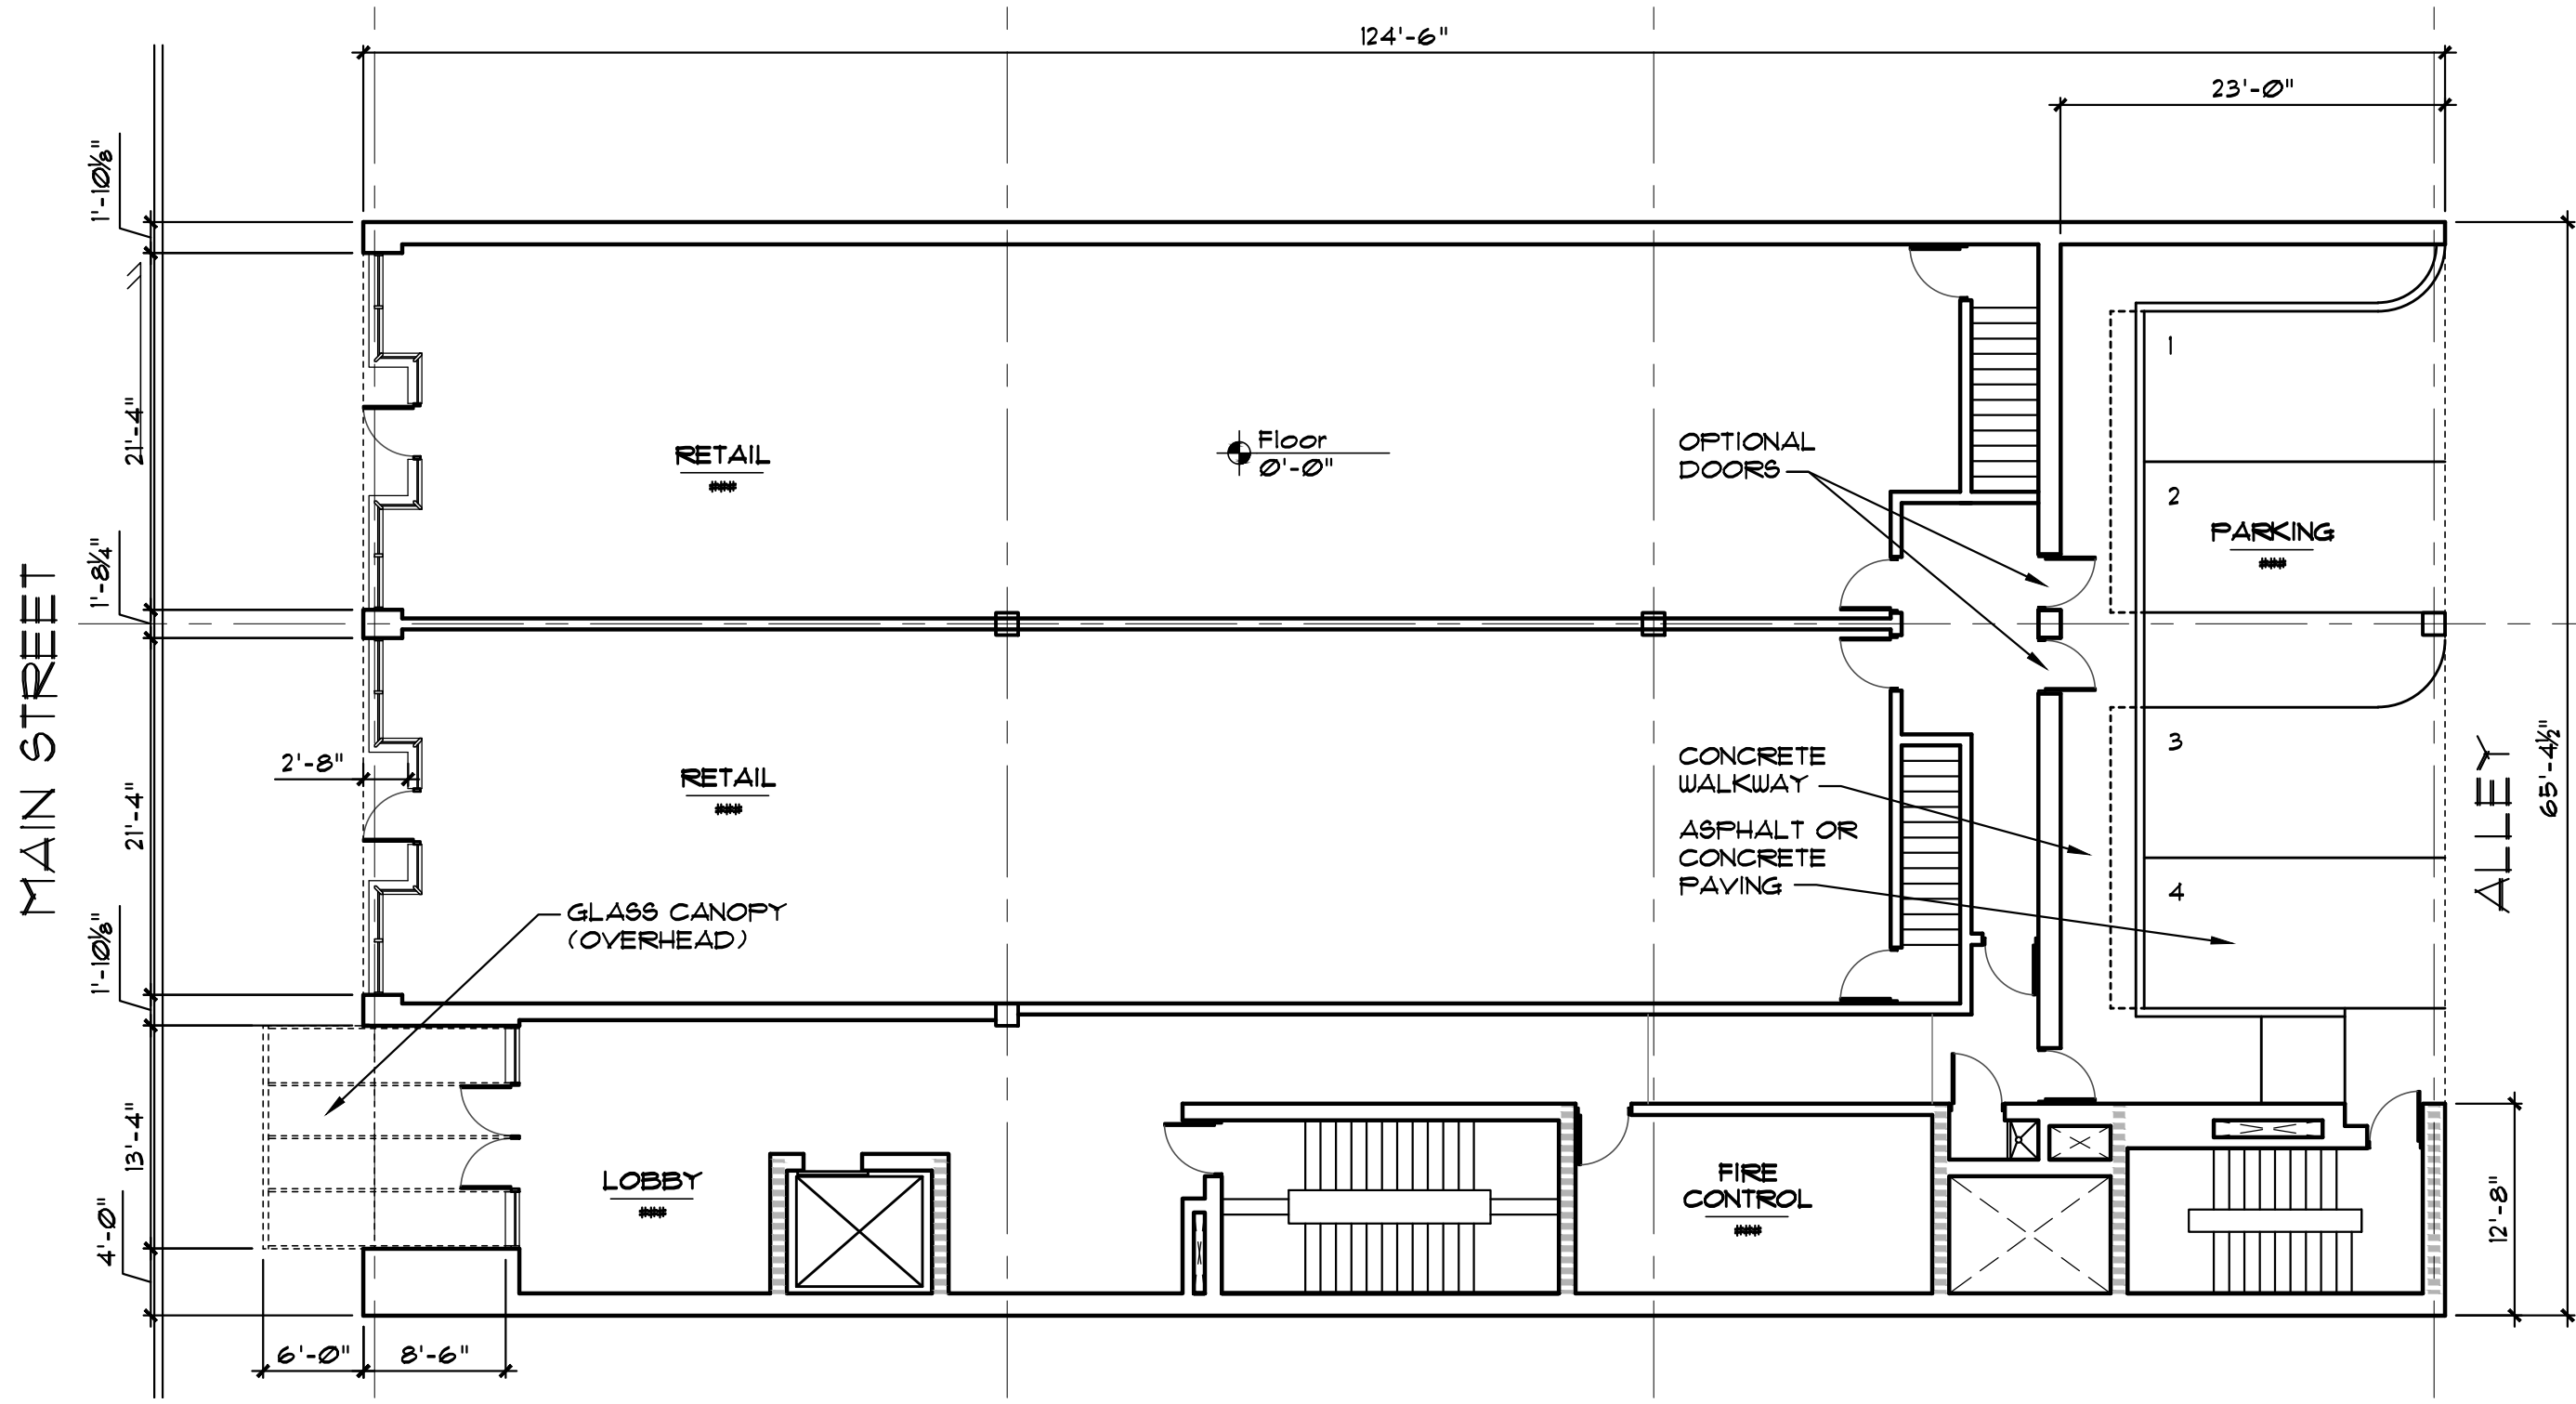 124'-6"
23'-0"
1'-10⅛"
21'-4"
1'-8¼"
21'-4"
1'-10⅛"
13'-4"
4'-0"
MAIN STREET
RETAIL
###
Floor
0'-0"
OPTIONAL
DOORS
1
2
PARKING
###
2'-8"
RETAIL
###
CONCRETE
WALKWAY
ASPHALT OR
CONCRETE
PAVING
3
4
ALLEY
65'-4½"
GLASS CANOPY
(OVERHEAD)
LOBBY
###
FIRE
CONTROL
###
12'-8"
6'-0"
8'-6"